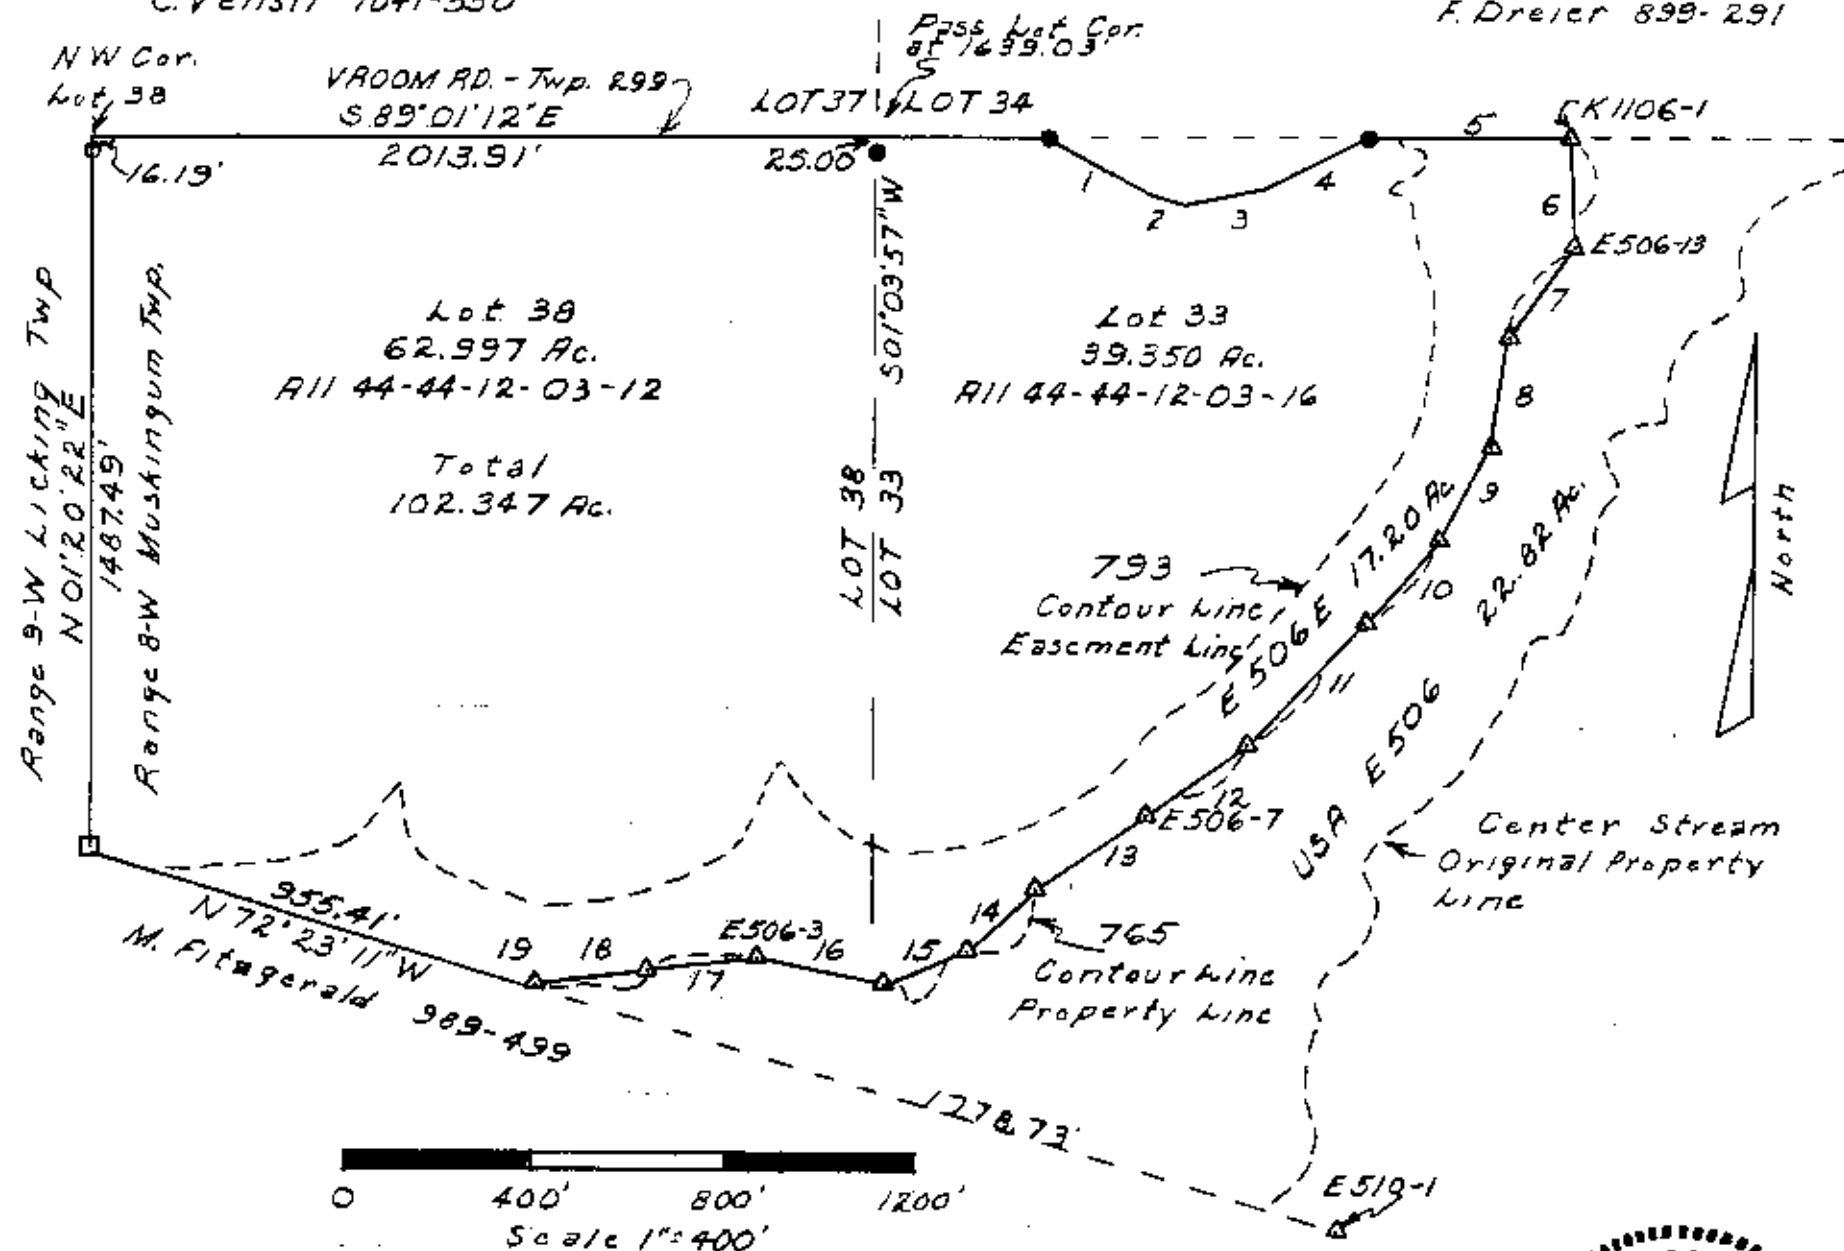 C. Vensil 1041-550
F. Dreier 899-291
Pass Lot Cor.
at 1639.03'
N W Cor.
Lot 38
VROOM RD. - Twp. 299
S 89°01'12"E
2013.91'
16.19'
LOT 37 LOT 34
25.00
K1106-1
1
2
3
4
5
6
E506-13
7
8
9
10
11
12
E506-7
13
14
15
16
E506-3
17
18
19
Range 9-W Licking Twp
N 01°20'22"E
1487.49'
Range 8-W Muskingum Twp.
Lot 38
62.997 Ac.
All 44-44-12-03-12
Total
102.347 Ac.
S01°03'57"W
LOT 38
LOT 33
Lot 33
39.350 Ac.
All 44-44-12-03-16
793
Contour Line
Easement Line
E 506 E 17.20 Ac.
22.82 Ac.
USA E 506
North
Center Stream
Original Property
Line
765
Contour Line
Property Line
955.41'
N 72°23'11"W
M. Fitzgerald 989-499
1278.73'
E519-1
0 400' 800' 1200'
Scale 1"=400'